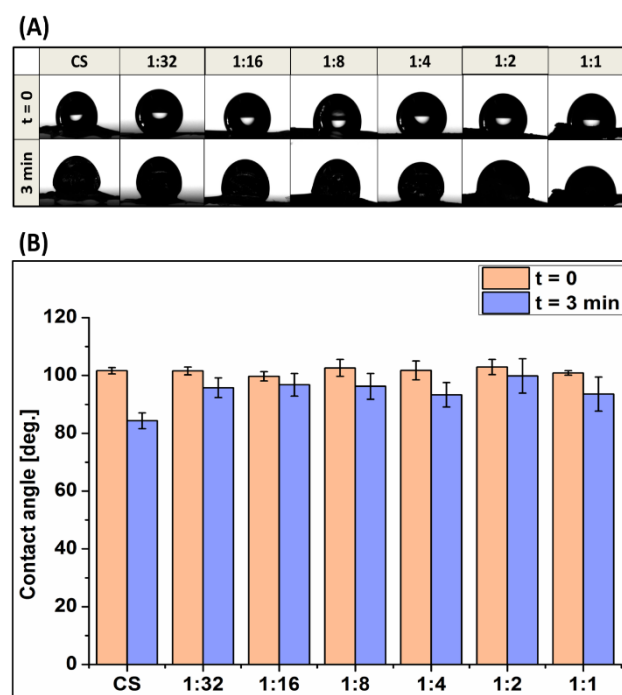 (A)
CS 1:32 1:16 1:8 1:4 1:2 1:1
t = 0
3 min
(B)
t = 0
t = 3 min
120
100
80
60
40
20
0
Contact angle [deg.]
CS 1:32 1:16 1:8 1:4 1:2 1:1